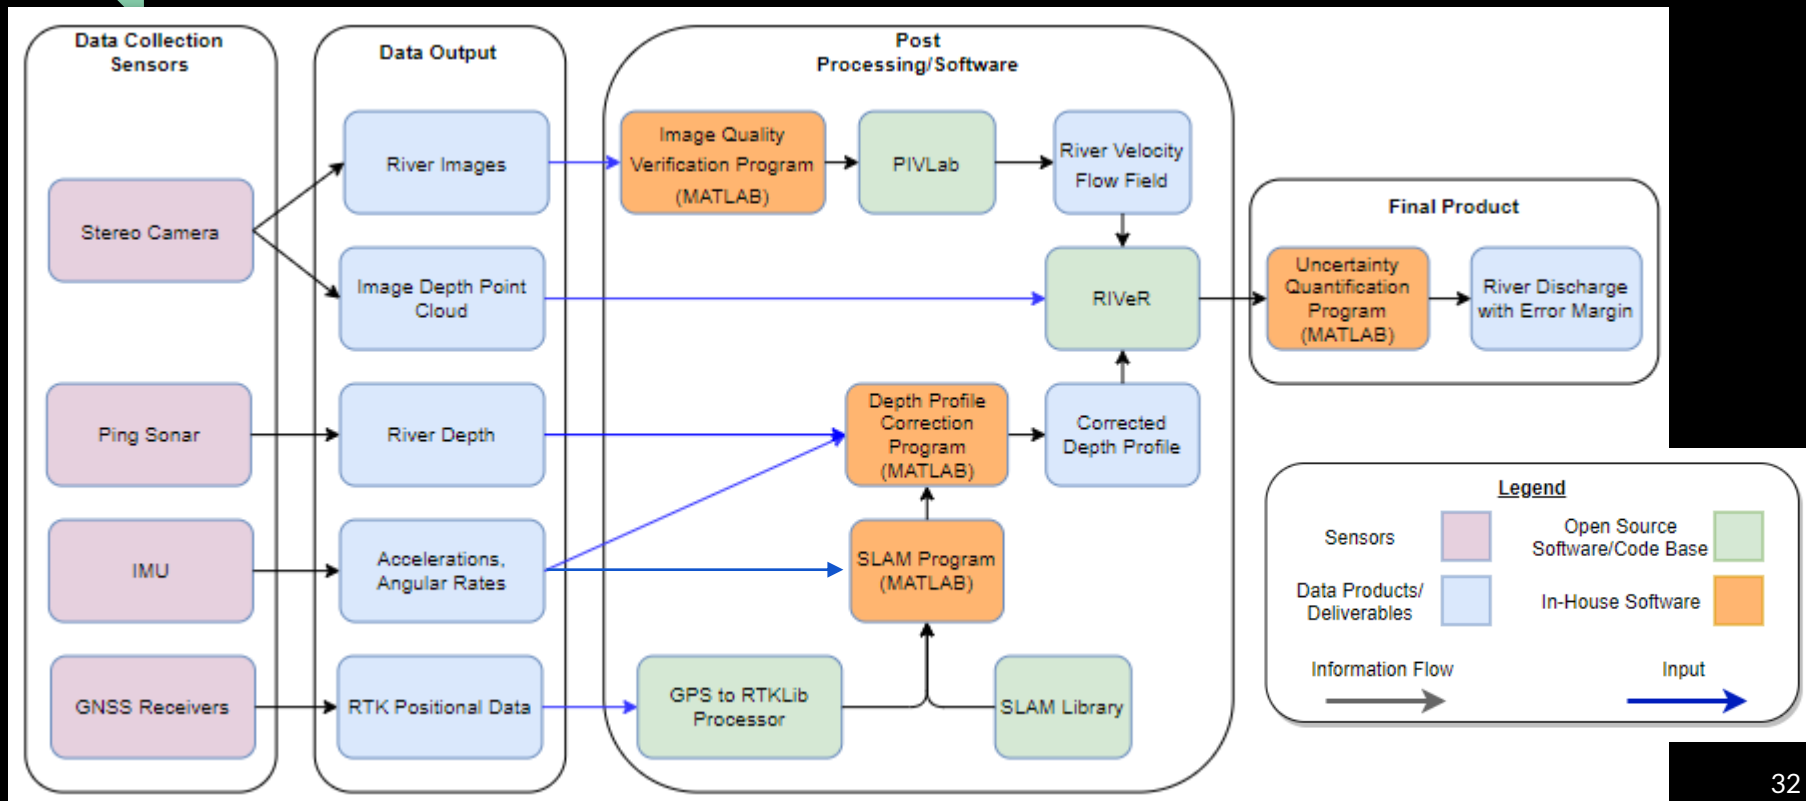 Data Collection
Sensors
Data Output
Post
Processing/Software
River Images
Image Quality
Verification Program
(MATLAB)
PIVLab
River Velocity
Flow Field
Stereo Camera
Final Product
Image Depth Point
Cloud
RIVeR
Uncertainty
Quantification
Program
(MATLAB)
River Discharge
with Error Margin
Ping Sonar
River Depth
Depth Profile
Correction
Program
(MATLAB)
Corrected
Depth Profile
IMU
Accelerations,
Angular Rates
SLAM Program
(MATLAB)
GNSS Receivers
RTK Positional Data
GPS to RTKLib
Processor
SLAM Library
Legend
Sensors
Open Source
Software/Code Base
Data Products/
Deliverables
In-House Software
Information Flow
Input
32